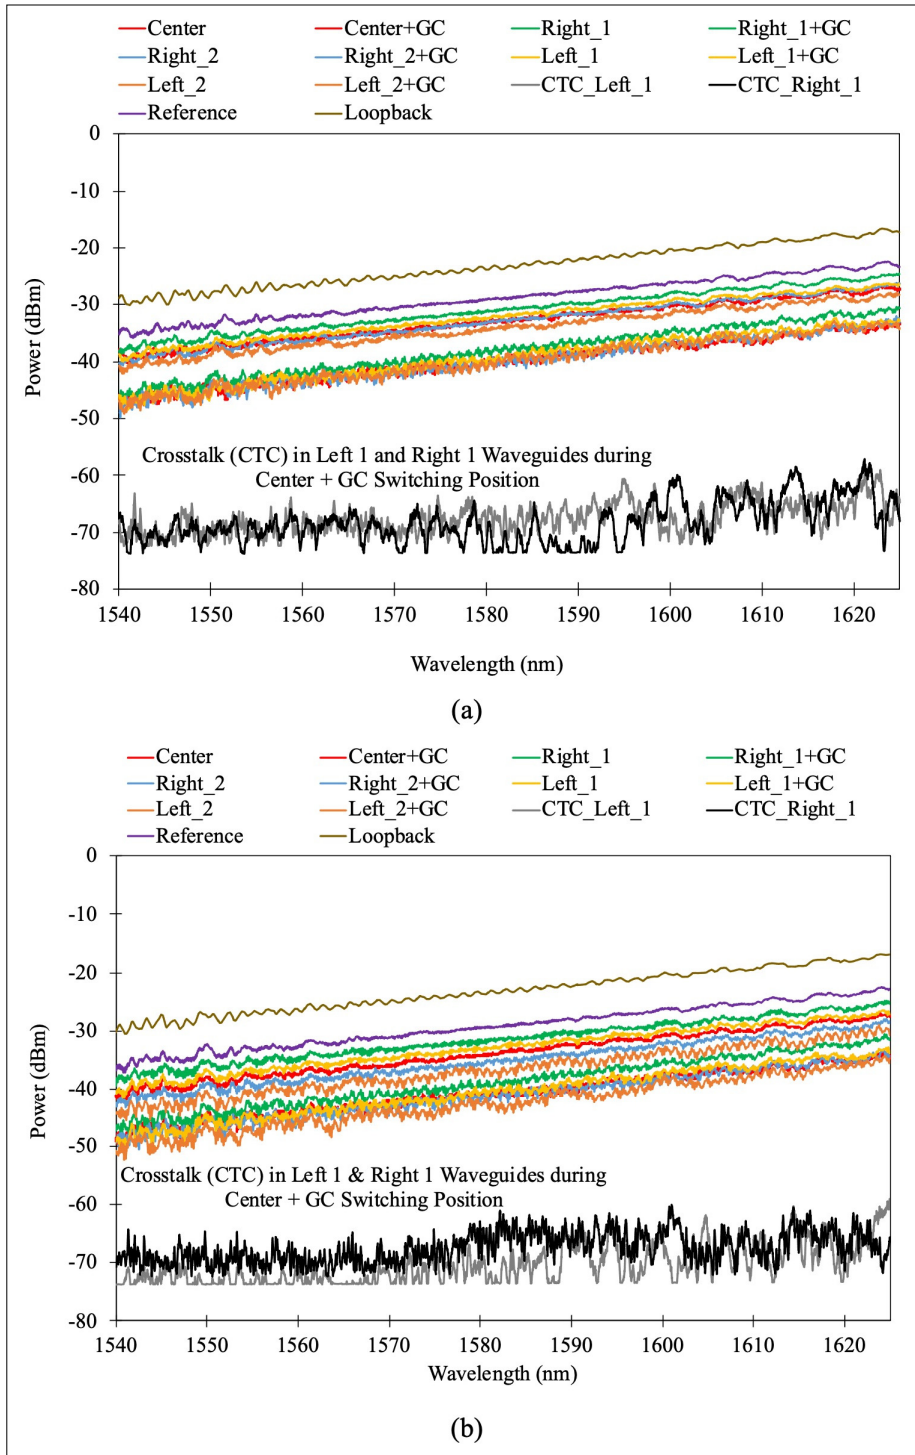 Center Center+GC Right_1 Right_1+GC
Right_2 Right_2+GC Left_1 Left_1+GC
Left_2 Left_2+GC CTC_Left_1 CTC_Right_1
Reference Loopback
0
-10
-20
-30
-40
-50
-60
-70
-80
Power (dBm)
Crosstalk (CTC) in Left 1 and Right 1 Waveguides during
Center + GC Switching Position
1540 1550 1560 1570 1580 1590 1600 1610 1620
Wavelength (nm)
(a)
Center Center+GC Right_1 Right_1+GC
Right_2 Right_2+GC Left_1 Left_1+GC
Left_2 Left_2+GC CTC_Left_1 CTC_Right_1
Reference Loopback
0
-10
-20
-30
-40
-50
-60
-70
-80
Power (dBm)
Crosstalk (CTC) in Left 1 & Right 1 Waveguides during
Center + GC Switching Position
1540 1550 1560 1570 1580 1590 1600 1610 1620
Wavelength (nm)
(b)